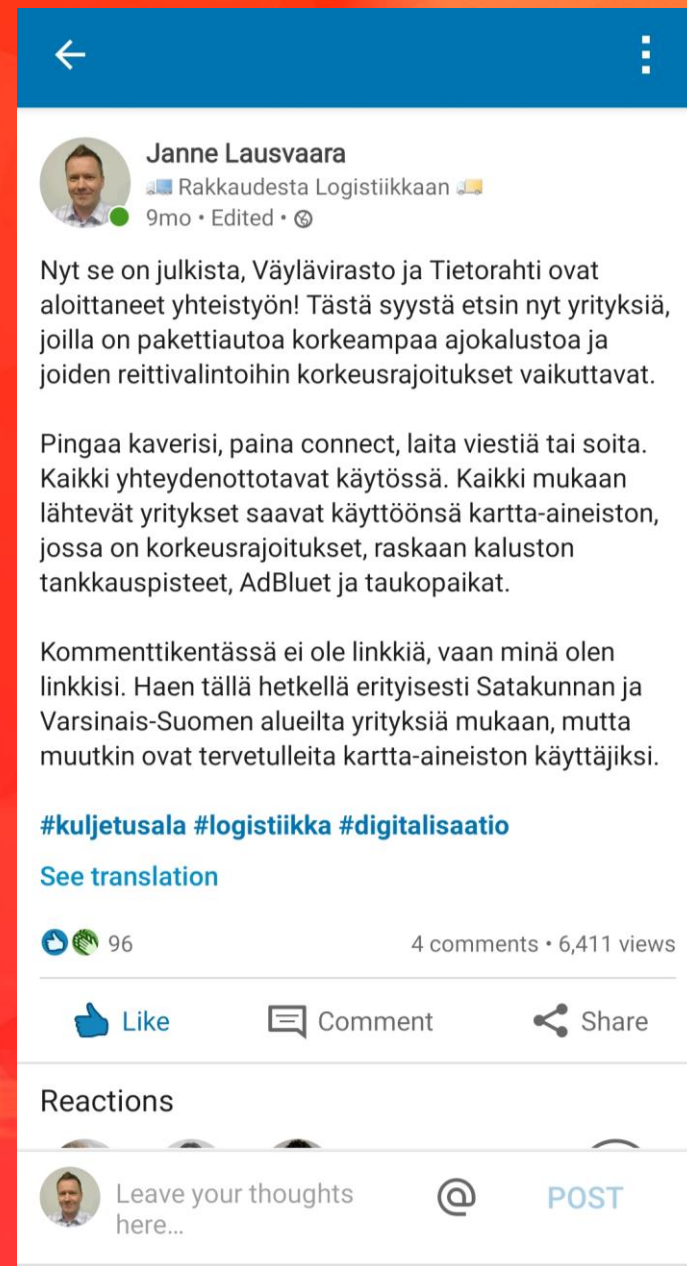 Janne Lausvaara
🚛 Rakkaudesta Logistiikkaan 🚚
9mo • Edited •
Nyt se on julkista, Väylävirasto ja Tietorahti ovat
aloittaneet yhteistyön! Tästä syystä etsin nyt yrityksiä,
joilla on pakettiautoa korkeampaa ajokalustoa ja
joiden reittivalintoihin korkeusrajoitukset vaikuttavat.
Pingaa kaverisi, paina connect, laita viestiä tai soita.
Kaikki yhteydenottotavat käytössä. Kaikki mukaan
lähtevät yritykset saavat käyttöönsä kartta-aineiston,
jossa on korkeusrajoitukset, raskaan kaluston
tankkauspisteet, AdBluet ja taukopaikat.
Kommenttikentässä ei ole linkkiä, vaan minä olen
linkkisi. Haen tällä hetkellä erityisesti Satakunnan ja
Varsinais-Suomen alueilta yrityksiä mukaan, mutta
muutkin ovat tervetulleita kartta-aineiston käyttäjiksi.
#kuljetusala #logistiikka #digitalisaatio
See translation
96 4 comments • 6,411 views
Like Comment Share
Reactions
Leave your thoughts
here...
@ POST